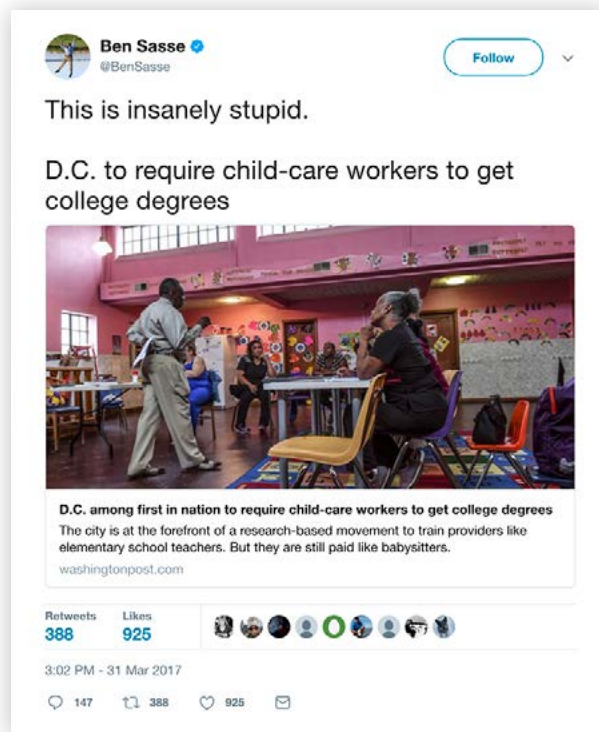 Ben Sasse
@BenSasse
Follow
This is insanely stupid.
D.C. to require child-care workers to get
college degrees
D.C. among first in nation to require child-care workers to get college degrees
The city is at the forefront of a research-based movement to train providers like
elementary school teachers. But they are still paid like babysitters.
washingtonpost.com
Retweets Likes
388 925
3:02 PM - 31 Mar 2017
147 388 925